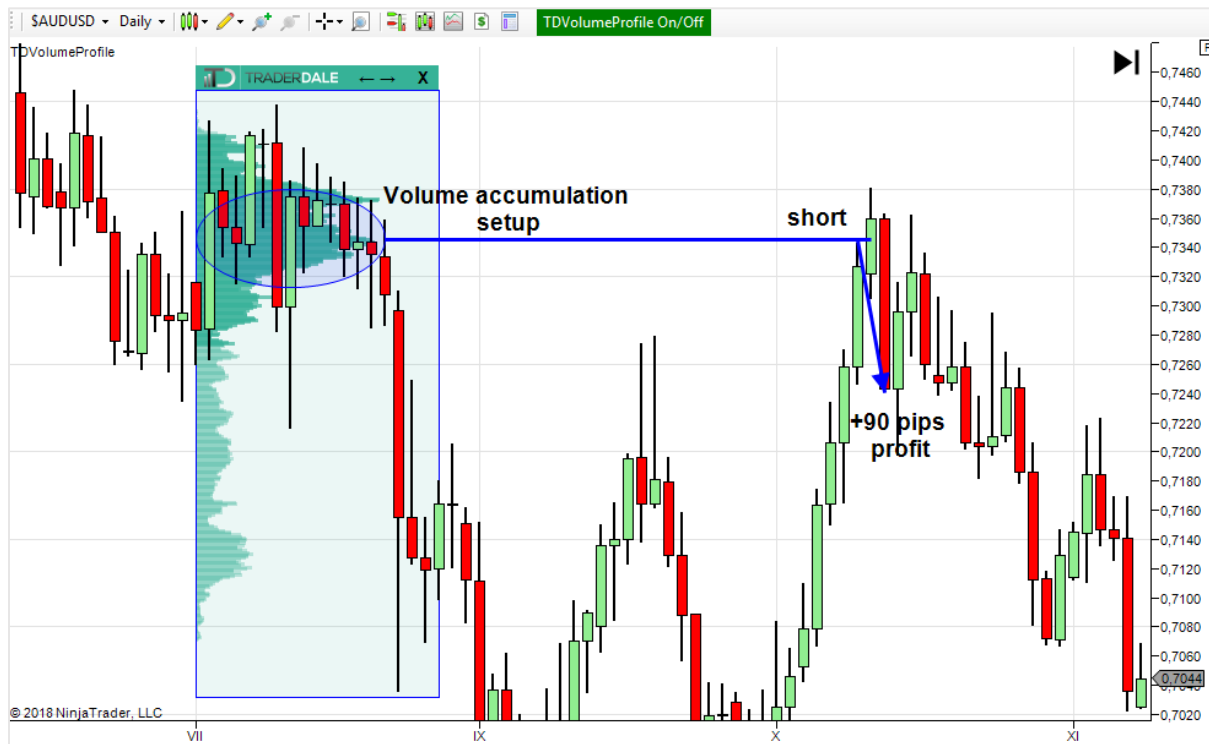 $AUDUSD Daily TDVolumeProfile On/Off
TDVolumeProfile
TD TRADERDALE ← → X
F
0,7460
0,7440
0,7420
0,7400
0,7380
0,7360
0,7340
0,7320
0,7300
0,7280
0,7260
0,7240
0,7220
0,7200
0,7180
0,7160
0,7140
0,7120
0,7100
0,7080
0,7060
0,7044
0,7040
0,7020
Volume accumulation
setup
short
+90 pips
profit
© 2018 NinjaTrader, LLC
VII IX X XI